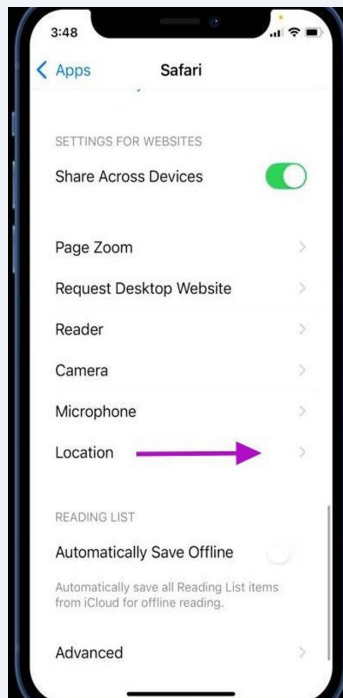 3:48
Apps
Safari
SETTINGS FOR WEBSITES
Share Across Devices
Page Zoom
Request Desktop Website
Reader
Camera
Microphone
Location
READING LIST
Automatically Save Offline
Automatically save all Reading List items
from iCloud for offline reading.
Advanced